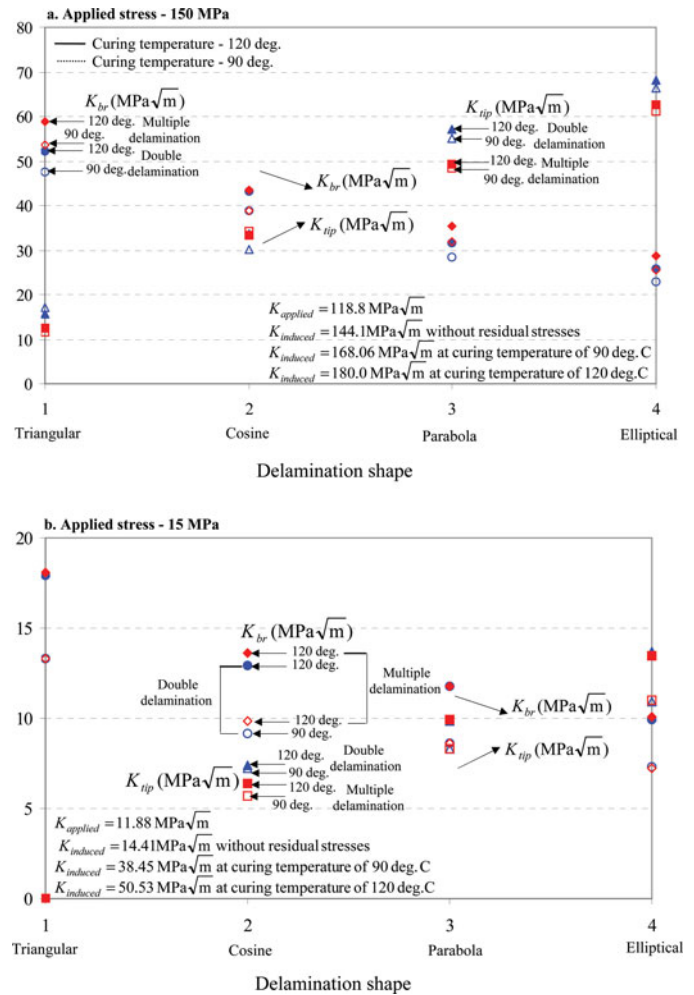 a. Applied stress - 150 MPa
80
70
60
50
40
30
20
10
0
Curing temperature - 120 deg.
Curing temperature - 90 deg.
K_br (MPa√m)
120 deg.
Multiple
90 deg.
delamination
120 deg.
Double
90 deg.
delamination
K_tip (MPa√m)
120 deg.
Double
90 deg.
delamination
120 deg.
Multiple
90 deg.
delamination
K_br (MPa√m)
K_tip (MPa√m)
K_applied = 118.8 MPa√m
K_induced = 144.1MPa√m without residual stresses
K_induced = 168.06 MPa√m at curing temperature of 90 deg.C
K_induced = 180.0 MPa√m at curing temperature of 120 deg.C
1 2 3 4
Triangular Cosine Parabola Elliptical
Delamination shape
b. Applied stress - 15 MPa
20
15
10
5
0
K_br (MPa√m)
120 deg.
120 deg.
Double
delamination
Multiple
delamination
120 deg.
90 deg.
K_br (MPa√m)
K_tip (MPa√m)
K_tip (MPa√m)
120 deg.
Double
90 deg.
delamination
120 deg.
Multiple
90 deg.
delamination
K_applied = 11.88 MPa√m
K_induced = 14.41MPa√m without residual stresses
K_induced = 38.45 MPa√m at curing temperature of 90 deg.C
K_induced = 50.53 MPa√m at curing temperature of 120 deg.C
1 2 3 4
Triangular Cosine Parabola Elliptical
Delamination shape